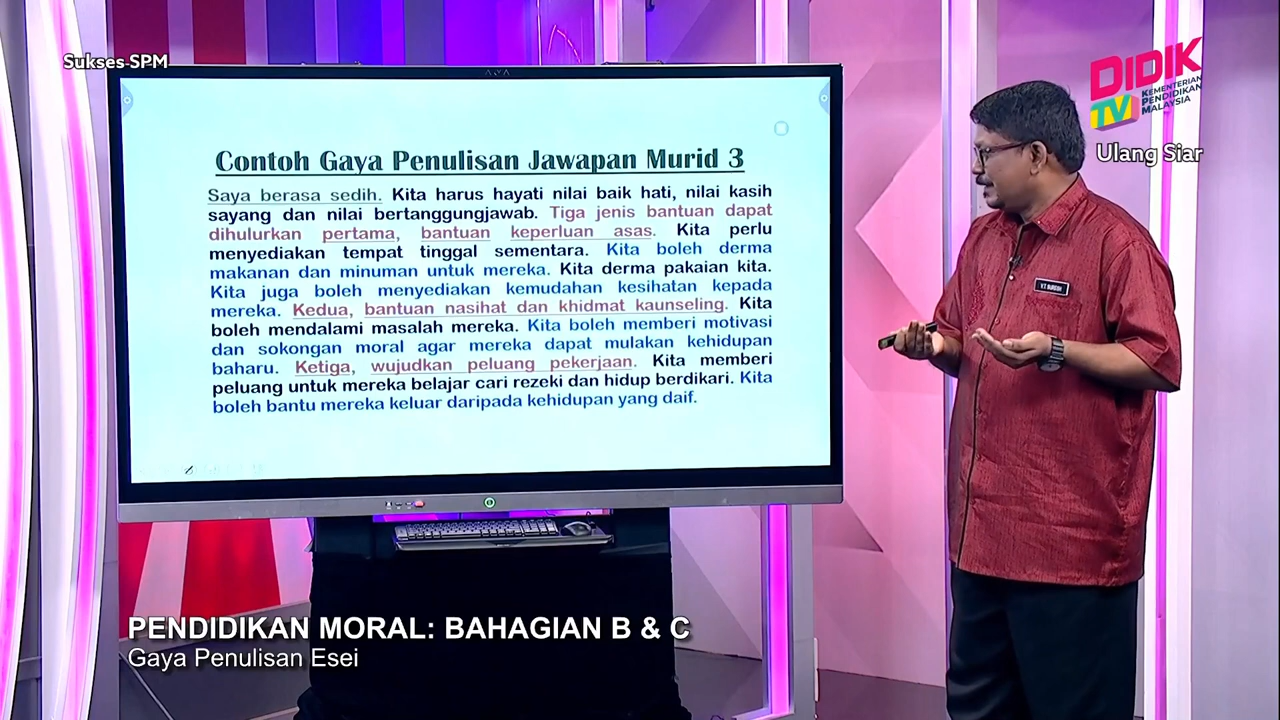 Sukses SPM
DIDIK
TV
KEMENTERIAN
PENDIDIKAN
MALAYSIA
Ulang Siar
Contoh Gaya Penulisan Jawapan Murid 3
Saya berasa sedih. Kita harus hayati nilai baik hati, nilai kasih
sayang dan nilai bertanggungjawab. Tiga jenis bantuan dapat
dihulurkan pertama, bantuan keperluan asas. Kita perlu
menyediakan tempat tinggal sementara. Kita boleh derma
makanan dan minuman untuk mereka. Kita derma pakaian kita.
Kita juga boleh menyediakan kemudahan kesihatan kepada
mereka. Kedua, bantuan nasihat dan khidmat kaunseling. Kita
boleh mendalami masalah mereka. Kita boleh memberi motivasi
dan sokongan moral agar mereka dapat mulakan kehidupan
baharu. Ketiga, wujudkan peluang pekerjaan. Kita memberi
peluang untuk mereka belajar cari rezeki dan hidup berdikari. Kita
boleh bantu mereka keluar daripada kehidupan yang daif.
PENDIDIKAN MORAL: BAHAGIAN B & C
Gaya Penulisan Esei